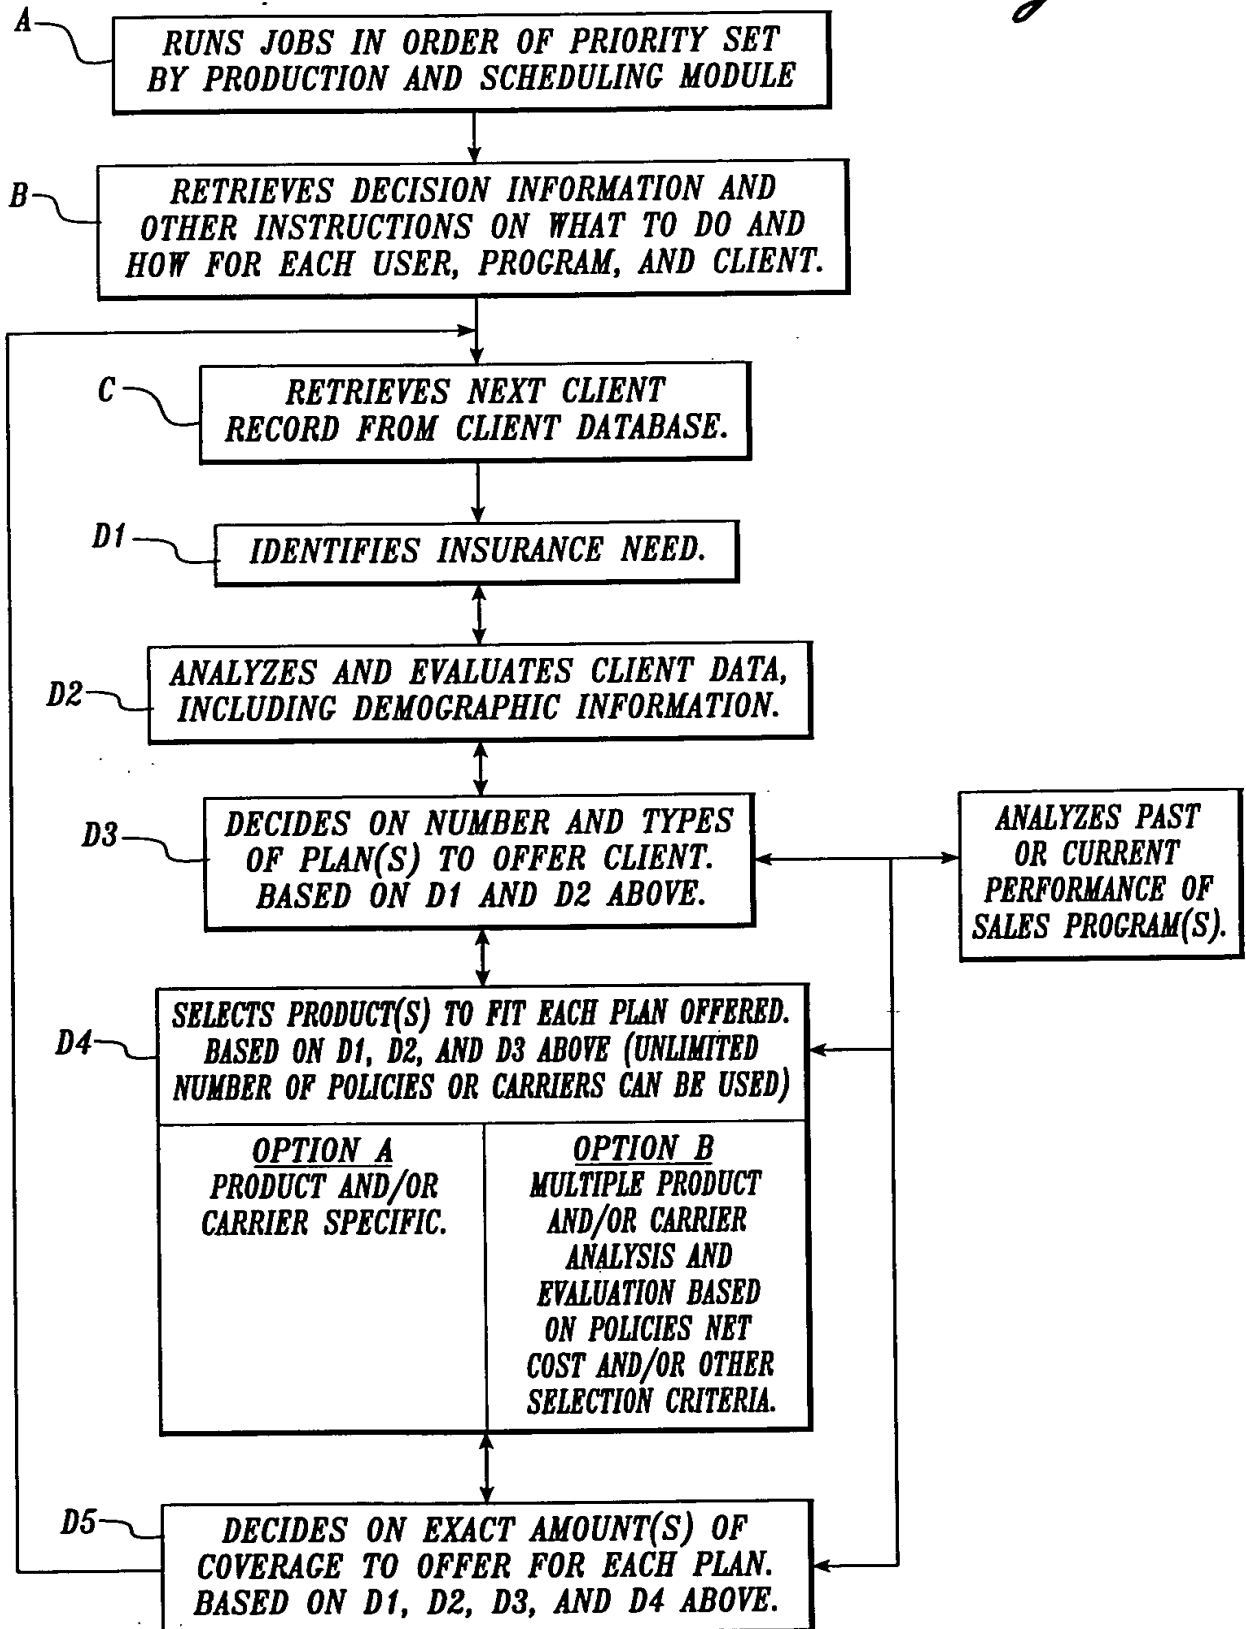 A
RUNS JOBS IN ORDER OF PRIORITY SET
BY PRODUCTION AND SCHEDULING MODULE
B
RETRIEVES DECISION INFORMATION AND
OTHER INSTRUCTIONS ON WHAT TO DO AND
HOW FOR EACH USER, PROGRAM, AND CLIENT.
C
RETRIEVES NEXT CLIENT
RECORD FROM CLIENT DATABASE.
D1
IDENTIFIES INSURANCE NEED.
D2
ANALYZES AND EVALUATES CLIENT DATA,
INCLUDING DEMOGRAPHIC INFORMATION.
D3
DECIDES ON NUMBER AND TYPES
OF PLAN(S) TO OFFER CLIENT.
BASED ON D1 AND D2 ABOVE.
ANALYZES PAST
OR CURRENT
PERFORMANCE OF
SALES PROGRAM(S).
D4
SELECTS PRODUCT(S) TO FIT EACH PLAN OFFERED.
BASED ON D1, D2, AND D3 ABOVE (UNLIMITED
NUMBER OF POLICIES OR CARRIERS CAN BE USED)
OPTION A
PRODUCT AND/OR
CARRIER SPECIFIC.
OPTION B
MULTIPLE PRODUCT
AND/OR CARRIER
ANALYSIS AND
EVALUATION BASED
ON POLICIES NET
COST AND/OR OTHER
SELECTION CRITERIA.
D5
DECIDES ON EXACT AMOUNT(S) OF
COVERAGE TO OFFER FOR EACH PLAN.
BASED ON D1, D2, D3, AND D4 ABOVE.